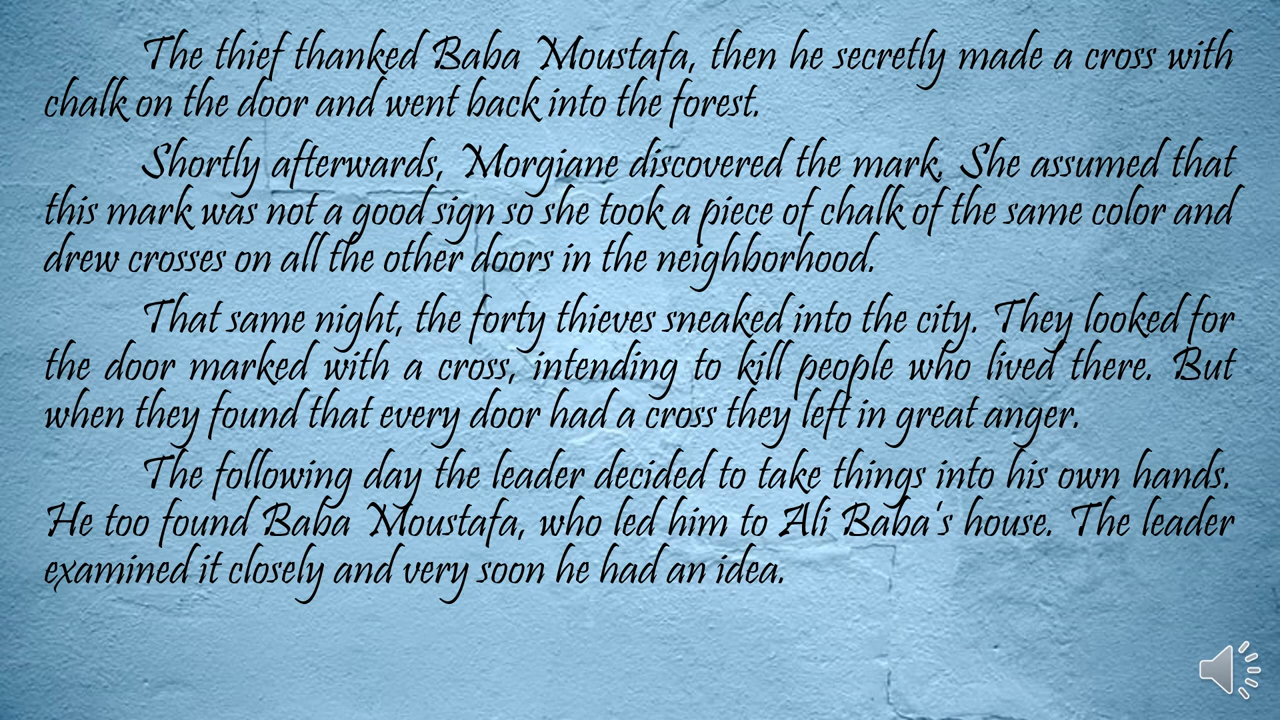 The thief thanked Baba Moustafa, then he secretly made a cross with
chalk on the door and went back into the forest.
Shortly afterwards, Morgiane discovered the mark. She assumed that
this mark was not a good sign so she took a piece of chalk of the same color and
drew crosses on all the other doors in the neighborhood.
That same night, the forty thieves sneaked into the city. They looked for
the door marked with a cross, intending to kill people who lived there. But
when they found that every door had a cross they left in great anger.
The following day the leader decided to take things into his own hands.
He too found Baba Moustafa, who led him to Ali Baba's house. The leader
examined it closely and very soon he had an idea.